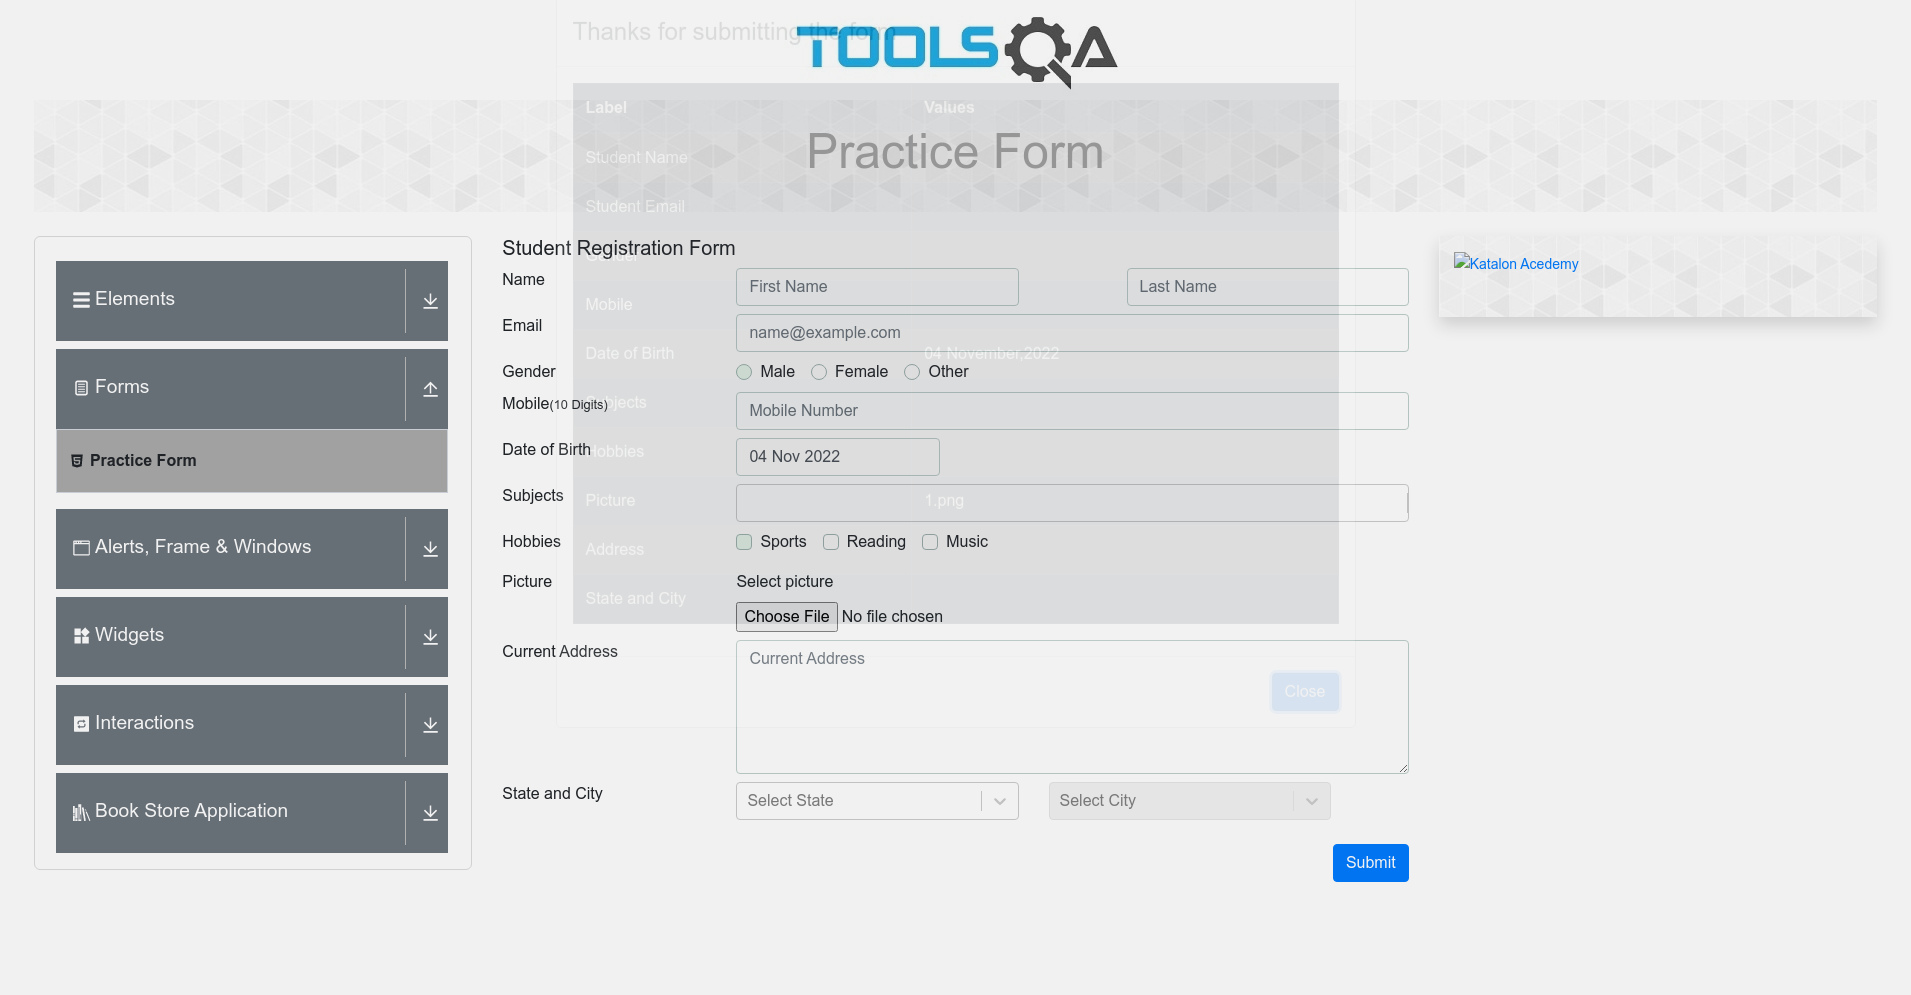 Thanks for submitting the form
TOOLSQA
Label Values
Practice Form
Student Name
Student Email
Student Registration Form
Gender
Name First Name Last Name
Mobile
Email name@example.com
Date of Birth 04 November,2022
Gender Male Female Other
Subjects
Mobile(10 Digits) Mobile Number
Hobbies
Date of Birth 04 Nov 2022
Subjects
Picture 1.png
Hobbies Sports Reading Music
Address
Picture Select picture
State and City
Choose File No file chosen
Current Address Current Address
Close
State and City Select State Select City
Submit
Elements
Forms
Practice Form
Alerts, Frame & Windows
Widgets
Interactions
Book Store Application
Katalon Acedemy